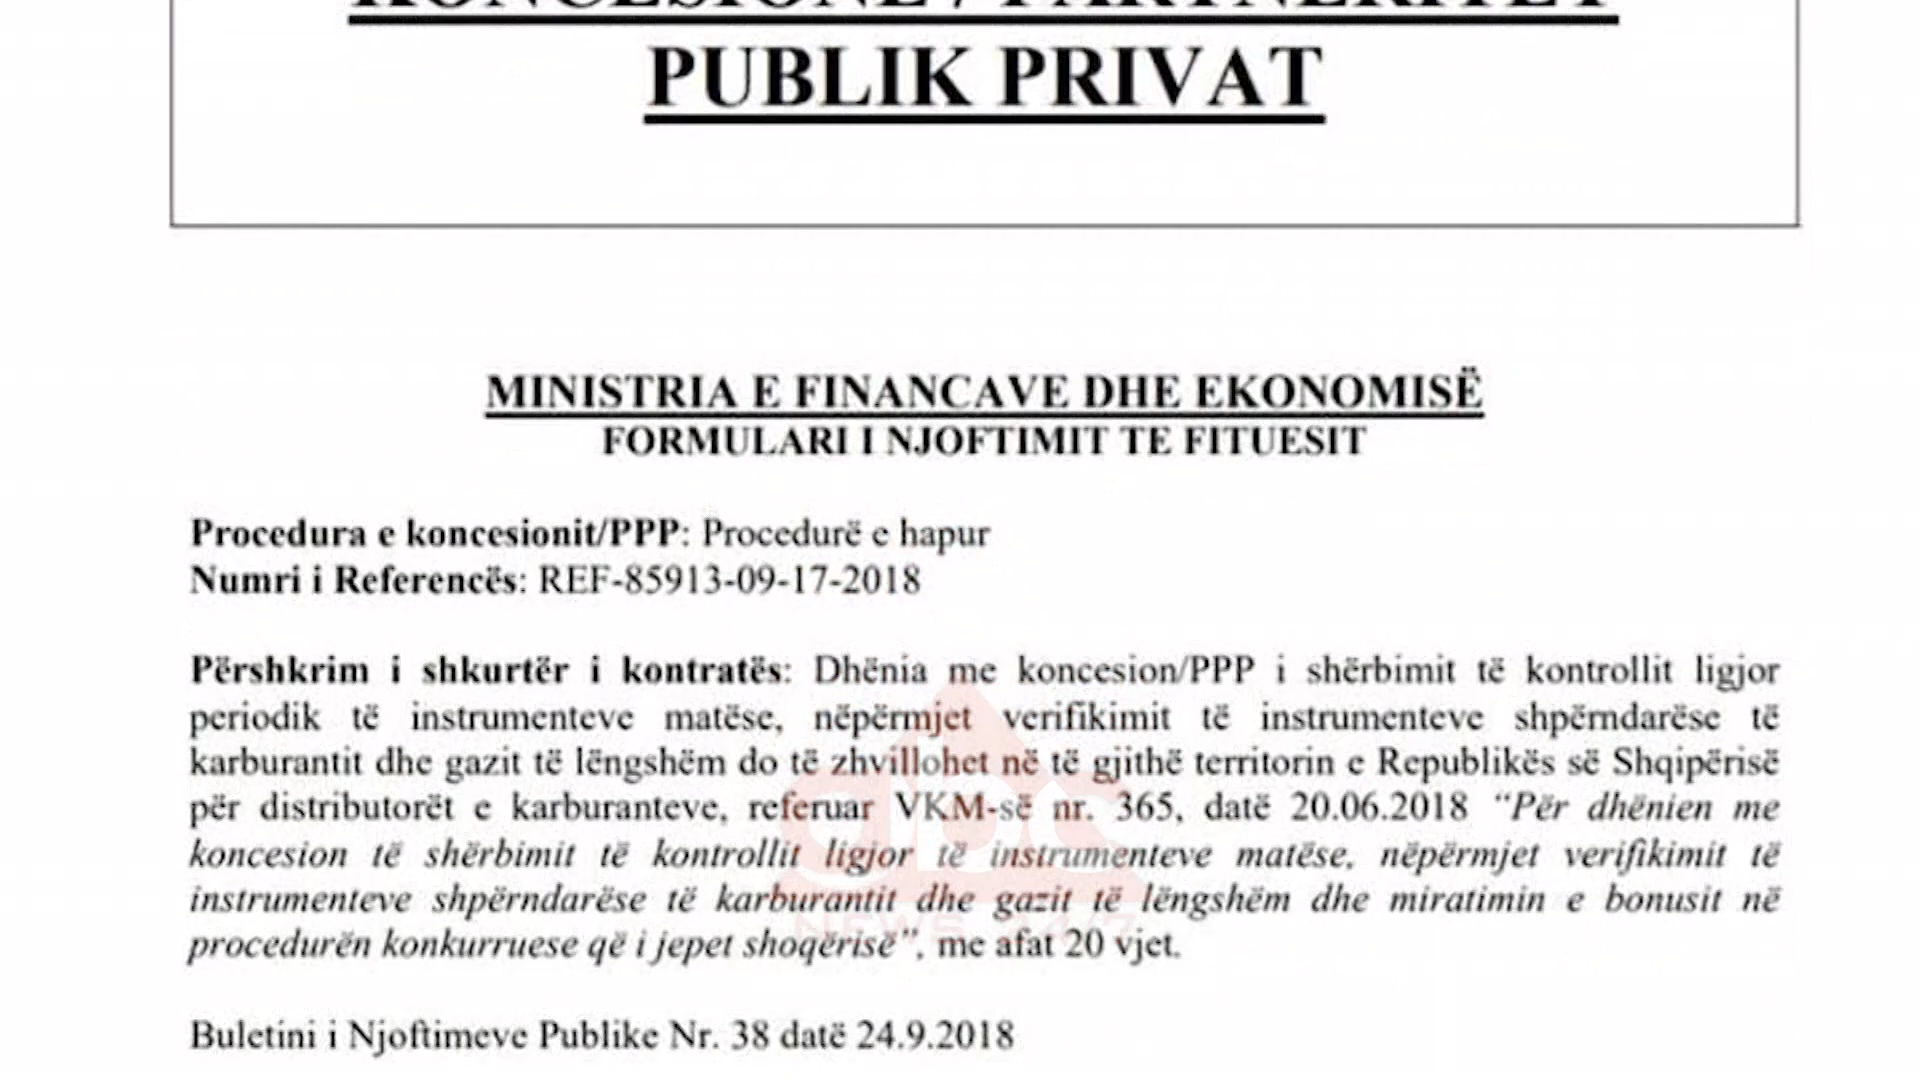 KONCESIONE / PARTNERITET
PUBLIK PRIVAT
MINISTRIA E FINANCAVE DHE EKONOMISË
FORMULARI I NJOFTIMIT TE FITUESIT
Procedura e koncesionit/PPP: Procedurë e hapur
Numri i Referencës: REF-85913-09-17-2018
Përshkrim i shkurtër i kontratës: Dhënia me koncesion/PPP i shërbimit të kontrollit ligjor
periodik të instrumenteve matëse, nëpërmjet verifikimit të instrumenteve shpërndarëse të
karburantit dhe gazit të lëngshëm do të zhvillohet në të gjithë territorin e Republikës së Shqipërisë
për distributorët e karburanteve, referuar VKM-së nr. 365, datë 20.06.2018 “Për dhënien me
koncesion të shërbimit të kontrollit ligjor të instrumenteve matëse, nëpërmjet verifikimit të
instrumenteve shpërndarëse të karburantit dhe gazit të lëngshëm dhe miratimin e bonusit në
procedurën konkurruese që i jepet shoqërisë”, me afat 20 vjet.
Buletini i Njoftimeve Publike Nr. 38 datë 24.9.2018
abc
NEWS 24/7